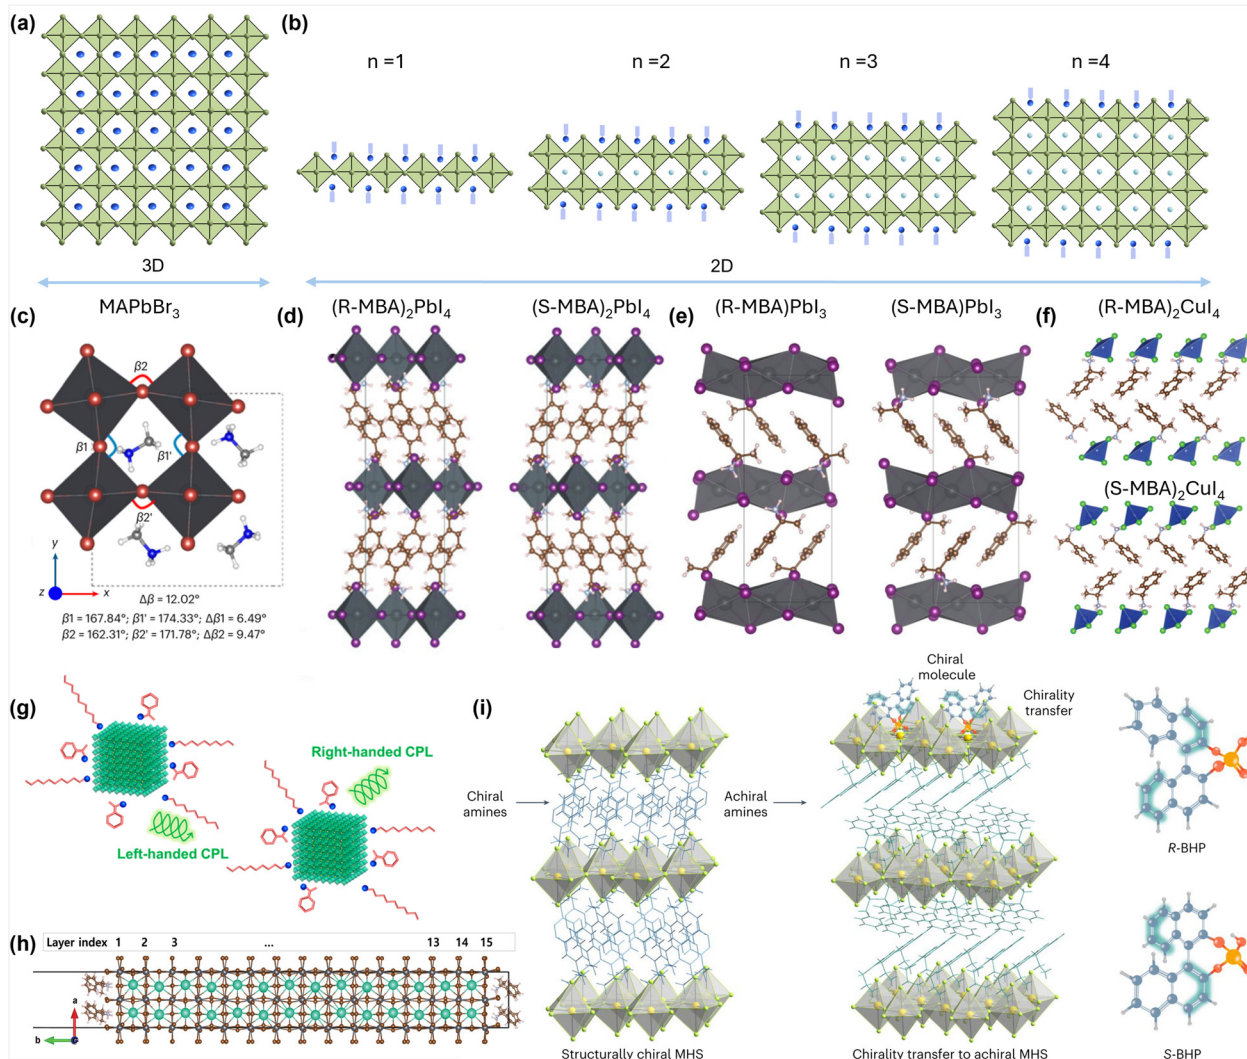 (a)
(b)
n =1
n =2
n =3
n =4
3D
2D
(c)
MAPbBr3
β2
β1
β1'
β2'
y
z
x
Δβ = 12.02°
β1 = 167.84°; β1' = 174.33°; Δβ1 = 6.49°
β2 = 162.31°; β2' = 171.78°; Δβ2 = 9.47°
(d)
(R-MBA)2PbI4
(S-MBA)2PbI4
(e)
(R-MBA)PbI3
(S-MBA)PbI3
(f)
(R-MBA)2CuI4
(S-MBA)2CuI4
(g)
Left-handed CPL
Right-handed CPL
(h)
Layer index 1 2 3 ... 13 14 15
a
b
(i)
Chiral
amines
Structurally chiral MHS
Achiral
amines
Chiral
molecule
Chirality
transfer
Chirality transfer to achiral MHS
R-BHP
S-BHP